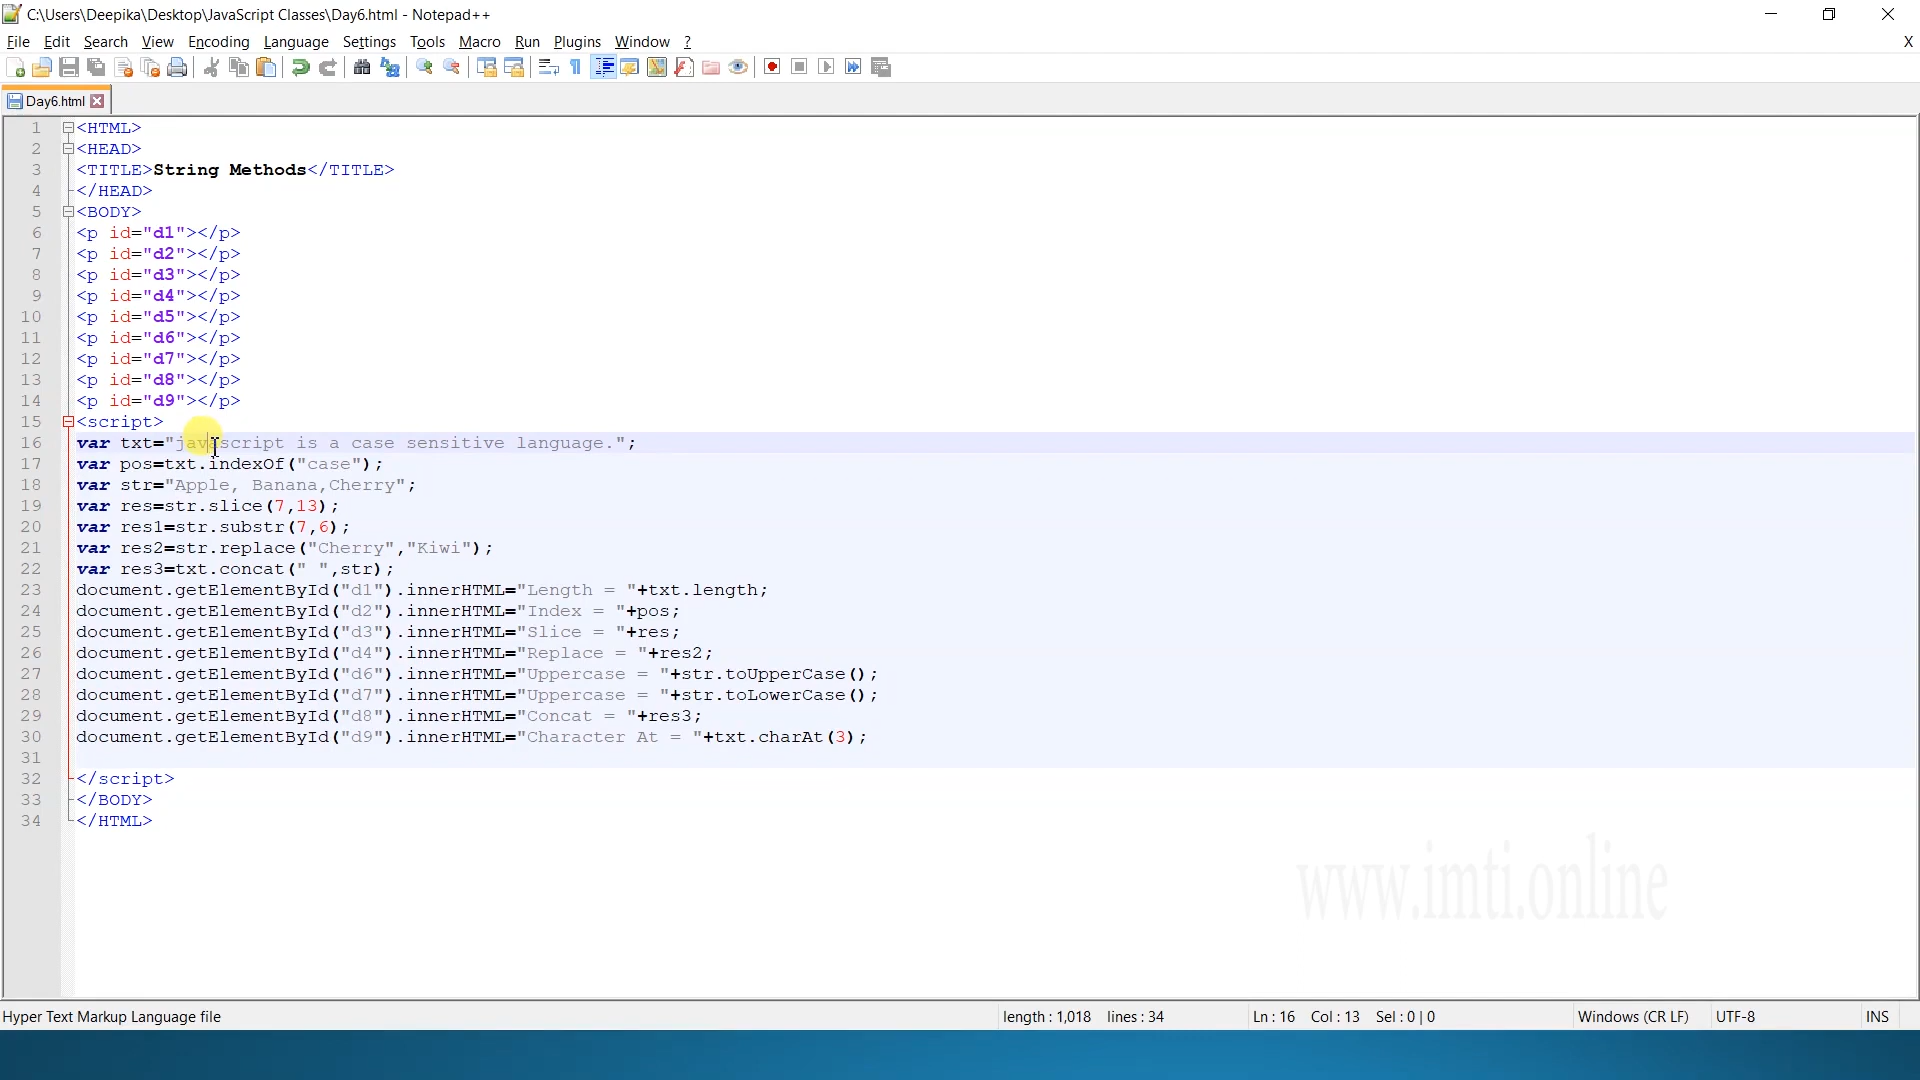 C:\Users\Deepika\Desktop\JavaScript Classes\Day6.html - Notepad++
File Edit Search View Encoding Language Settings Tools Macro Run Plugins Window ? X
Day6.html
1 <HTML>
2 <HEAD>
3 <TITLE>String Methods</TITLE>
4 </HEAD>
5 <BODY>
6 <p id="d1"></p>
7 <p id="d2"></p>
8 <p id="d3"></p>
9 <p id="d4"></p>
10 <p id="d5"></p>
11 <p id="d6"></p>
12 <p id="d7"></p>
13 <p id="d8"></p>
14 <p id="d9"></p>
15 <script>
16 var txt="javascript is a case sensitive language.";
17 var pos=txt.indexOf("case");
18 var str="Apple, Banana,Cherry";
19 var res=str.slice(7,13);
20 var res1=str.substr(7,6);
21 var res2=str.replace("Cherry","Kiwi");
22 var res3=txt.concat(" ",str);
23 document.getElementById("d1").innerHTML="Length = "+txt.length;
24 document.getElementById("d2").innerHTML="Index = "+pos;
25 document.getElementById("d3").innerHTML="Slice = "+res;
26 document.getElementById("d4").innerHTML="Replace = "+res2;
27 document.getElementById("d6").innerHTML="Uppercase = "+str.toUpperCase();
28 document.getElementById("d7").innerHTML="Uppercase = "+str.toLowerCase();
29 document.getElementById("d8").innerHTML="Concat = "+res3;
30 document.getElementById("d9").innerHTML="Character At = "+txt.charAt(3);
31
32 </script>
33 </BODY>
34 </HTML>
www.imti.online
Hyper Text Markup Language file length : 1,018 lines : 34 Ln : 16 Col : 13 Sel : 0 | 0 Windows (CR LF) UTF-8 INS